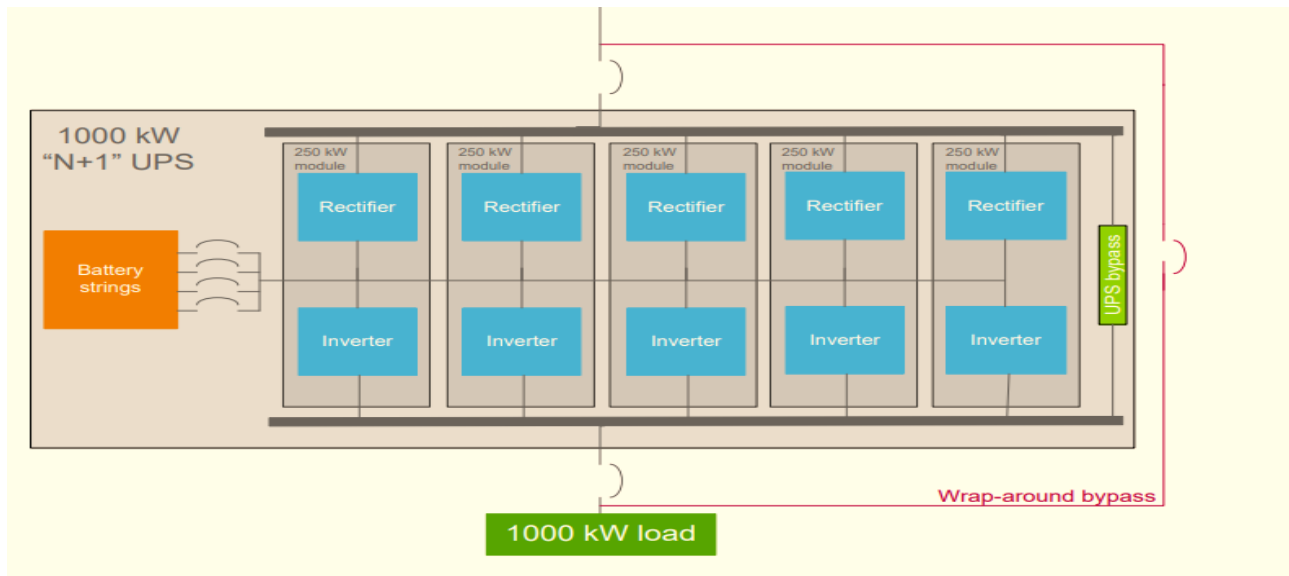 1000 kW
“N+1” UPS
250 kW
module
250 kW
module
250 kW
module
250 kW
module
250 kW
module
Rectifier
Rectifier
Rectifier
Rectifier
Rectifier
Battery
strings
UPS bypass
Inverter
Inverter
Inverter
Inverter
Inverter
Wrap-around bypass
1000 kW load